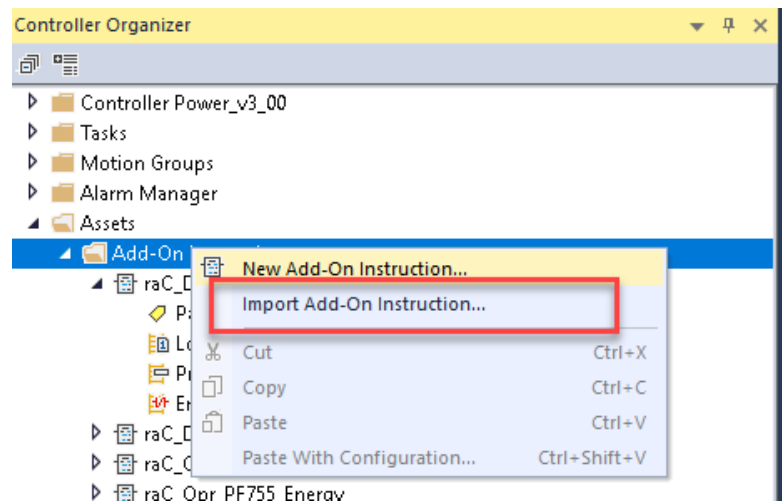 Controller Organizer
Controller Power_v3_00
Tasks
Motion Groups
Alarm Manager
Assets
Add-On
New Add-On Instruction...
raC_
Import Add-On Instruction...
Cut Ctrl+X
Copy Ctrl+C
Paste Ctrl+V
raC_
Paste With Configuration... Ctrl+Shift+V
raC_
raC_Opr_PF755_Energy